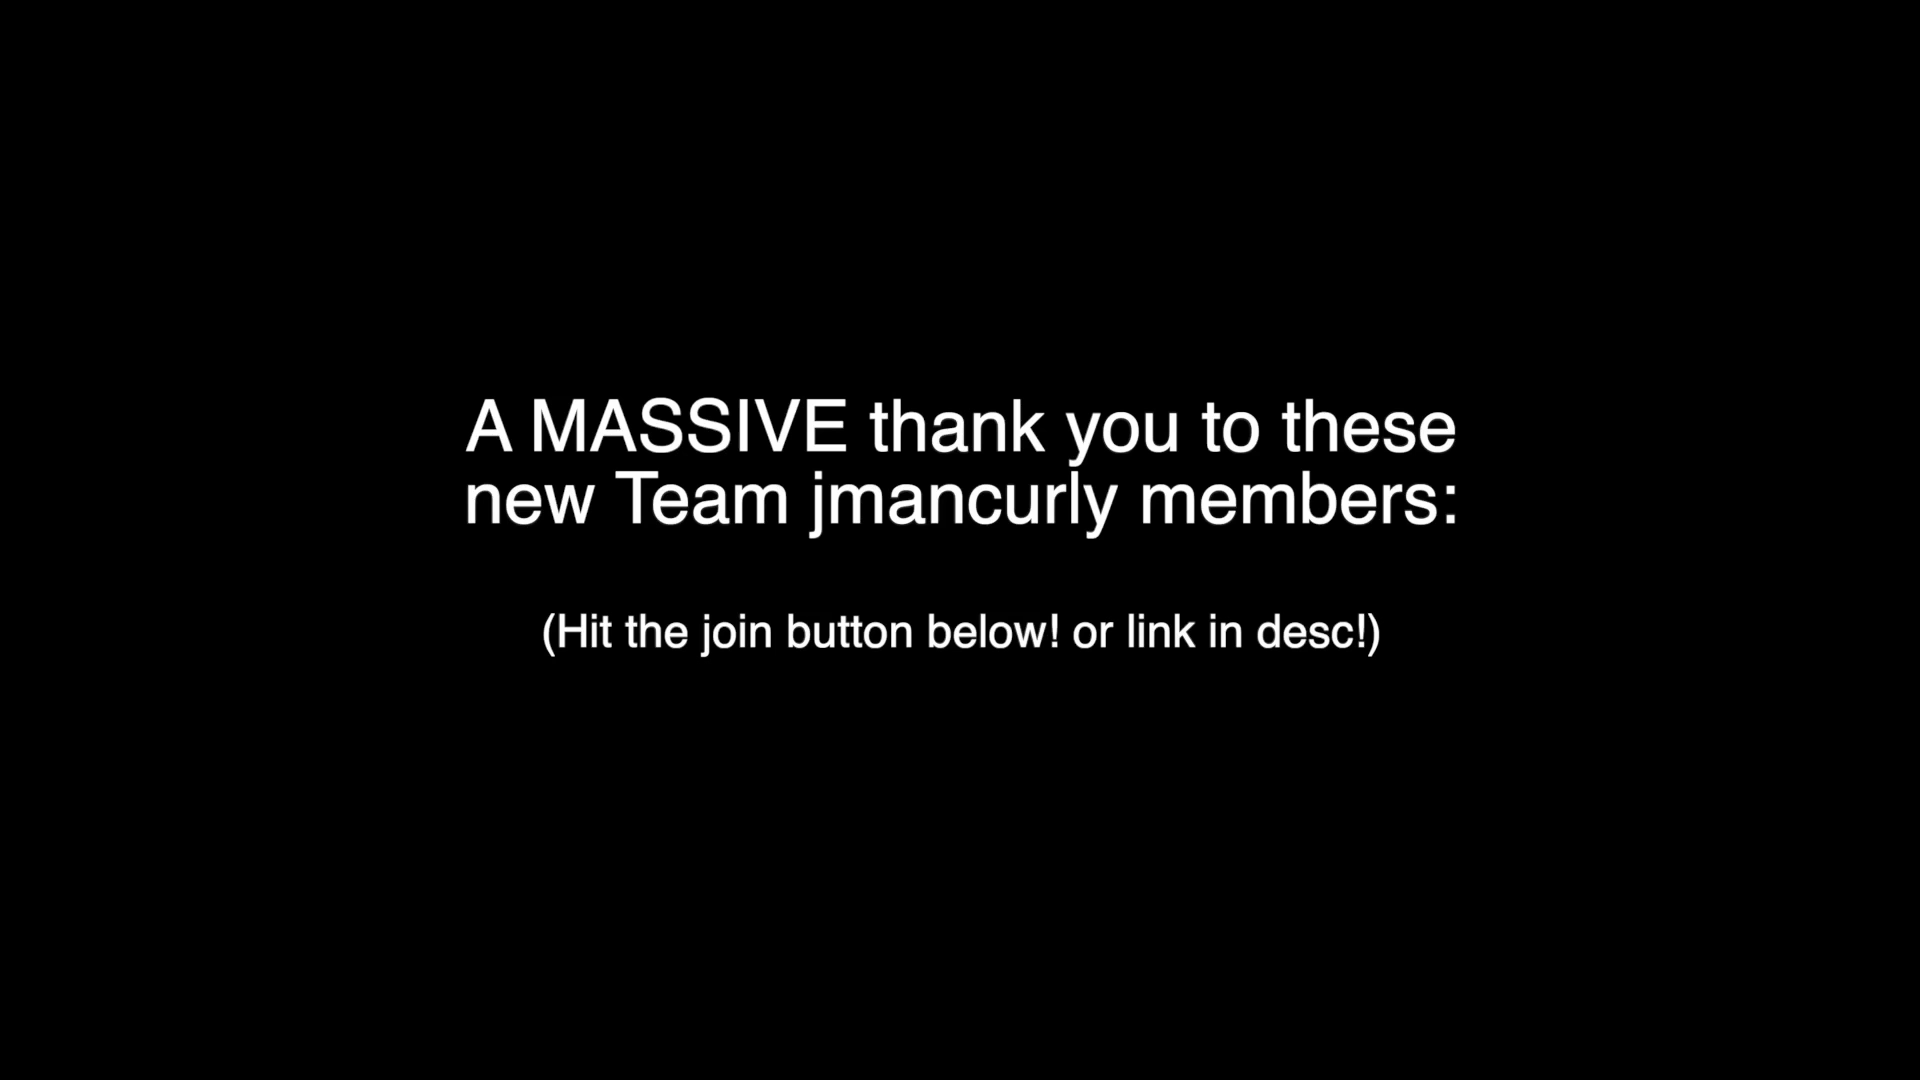 A MASSIVE thank you to these
new Team jmancurly members:
(Hit the join button below! or link in desc!)